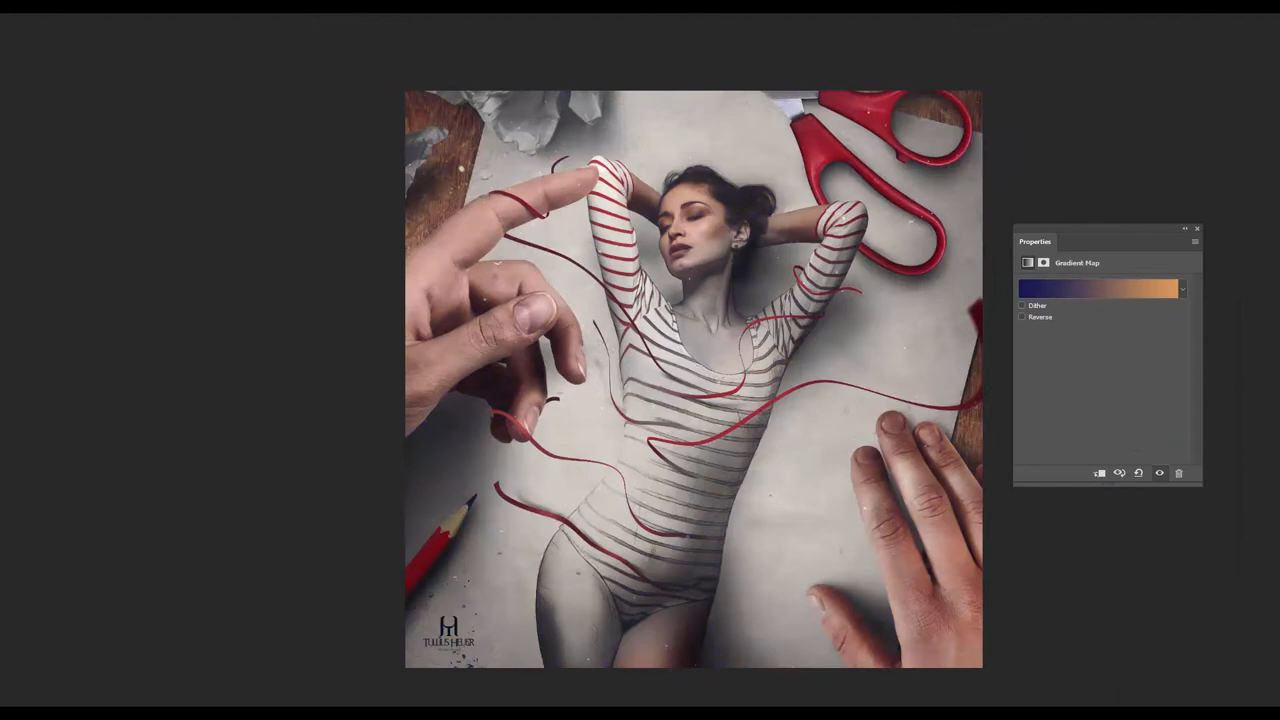 Properties
Gradient Map
Dither
Reverse
TULLIUS HEUER